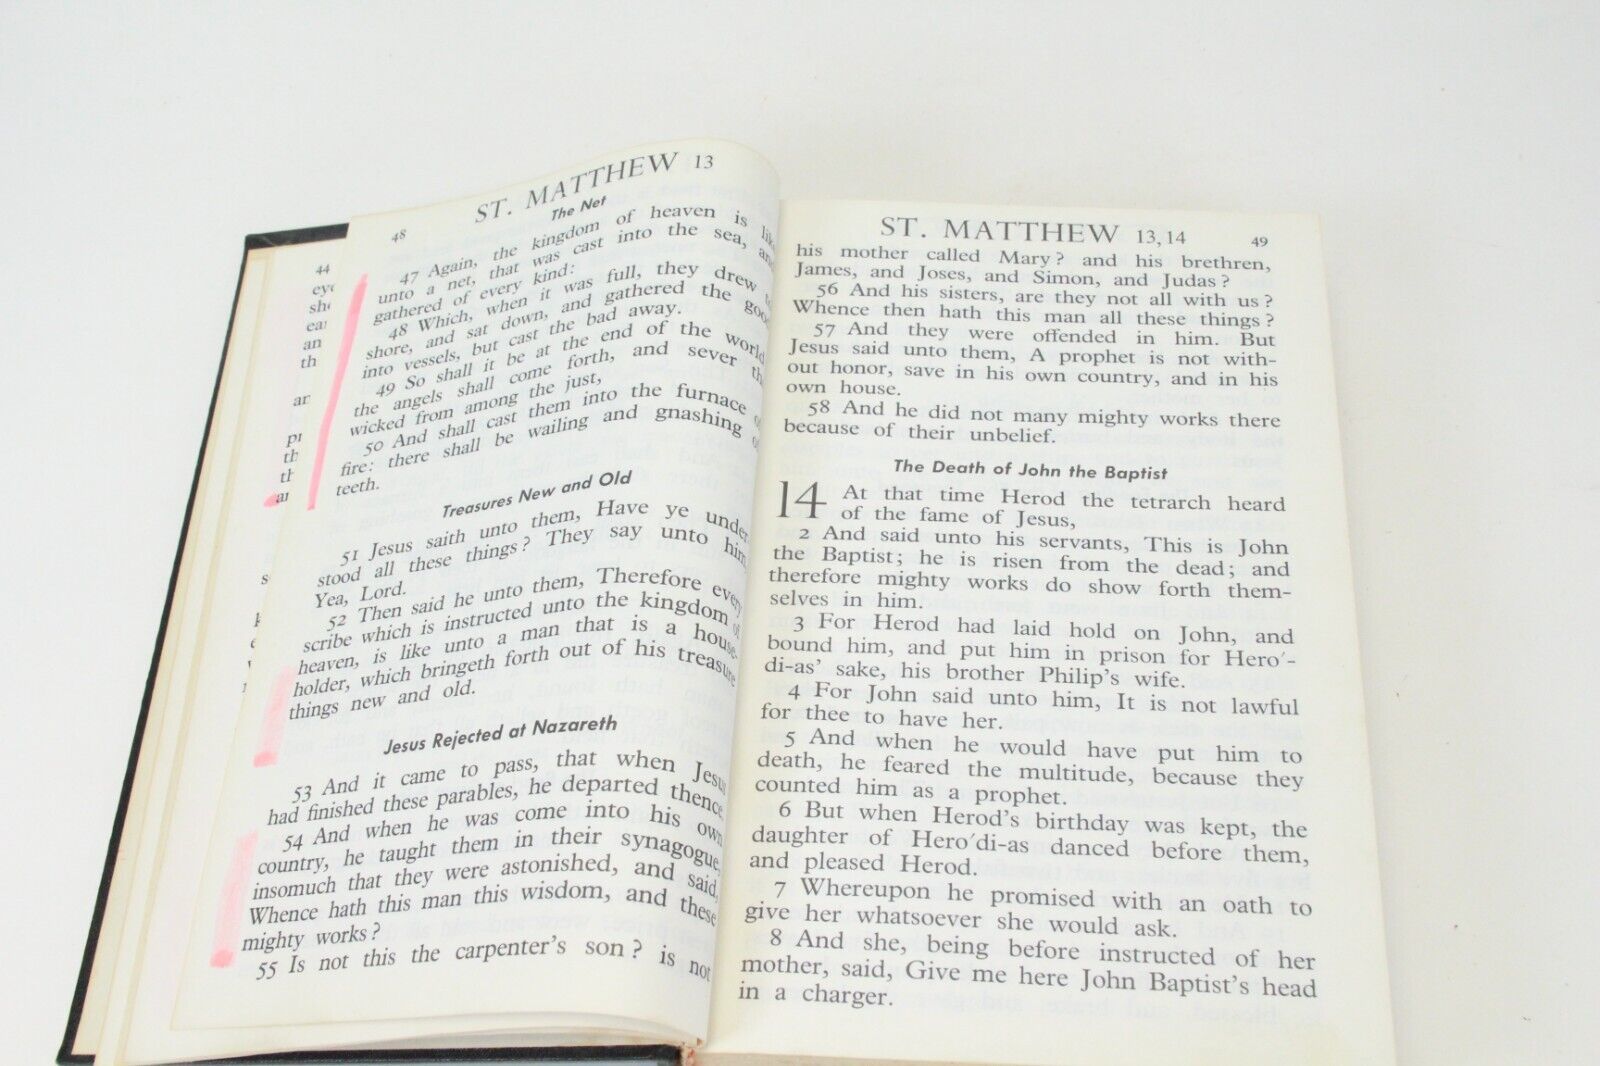 44
eye
she
ear
an
th
an
pr
th
th
an
s
k
e
48 ST. MATTHEW 13
The Net
47 Again, the kingdom of heaven is like
unto a net, that was cast into the sea, and
gathered of every kind:
48 Which, when it was full, they drew to
shore, and sat down, and gathered the good
into vessels, but cast the bad away.
49 So shall it be at the end of the world:
the angels shall come forth, and sever the
wicked from among the just,
50 And shall cast them into the furnace of
fire: there shall be wailing and gnashing of
teeth.
Treasures New and Old
51 Jesus saith unto them, Have ye under-
stood all these things? They say unto him,
Yea, Lord.
52 Then said he unto them, Therefore every
scribe which is instructed unto the kingdom of
heaven, is like unto a man that is a house-
holder, which bringeth forth out of his treasure
things new and old.
Jesus Rejected at Nazareth
53 And it came to pass, that when Jesus
had finished these parables, he departed thence.
54 And when he was come into his own
country, he taught them in their synagogue,
insomuch that they were astonished, and said,
Whence hath this man this wisdom, and these
mighty works?
55 Is not this the carpenter's son? is not
ST. MATTHEW 13, 14 49
his mother called Mary? and his brethren,
James, and Joses, and Simon, and Judas?
56 And his sisters, are they not all with us?
Whence then hath this man all these things?
57 And they were offended in him. But
Jesus said unto them, A prophet is not with-
out honor, save in his own country, and in his
own house.
58 And he did not many mighty works there
because of their unbelief.
The Death of John the Baptist
14 At that time Herod the tetrarch heard
of the fame of Jesus,
2 And said unto his servants, This is John
the Baptist; he is risen from the dead; and
therefore mighty works do show forth them-
selves in him.
3 For Herod had laid hold on John, and
bound him, and put him in prison for Hero′-
di-as' sake, his brother Philip's wife.
4 For John said unto him, It is not lawful
for thee to have her.
5 And when he would have put him to
death, he feared the multitude, because they
counted him as a prophet.
6 But when Herod's birthday was kept, the
daughter of Hero′di-as danced before them,
and pleased Herod.
7 Whereupon he promised with an oath to
give her whatsoever she would ask.
8 And she, being before instructed of her
mother, said, Give me here John Baptist's head
in a charger.